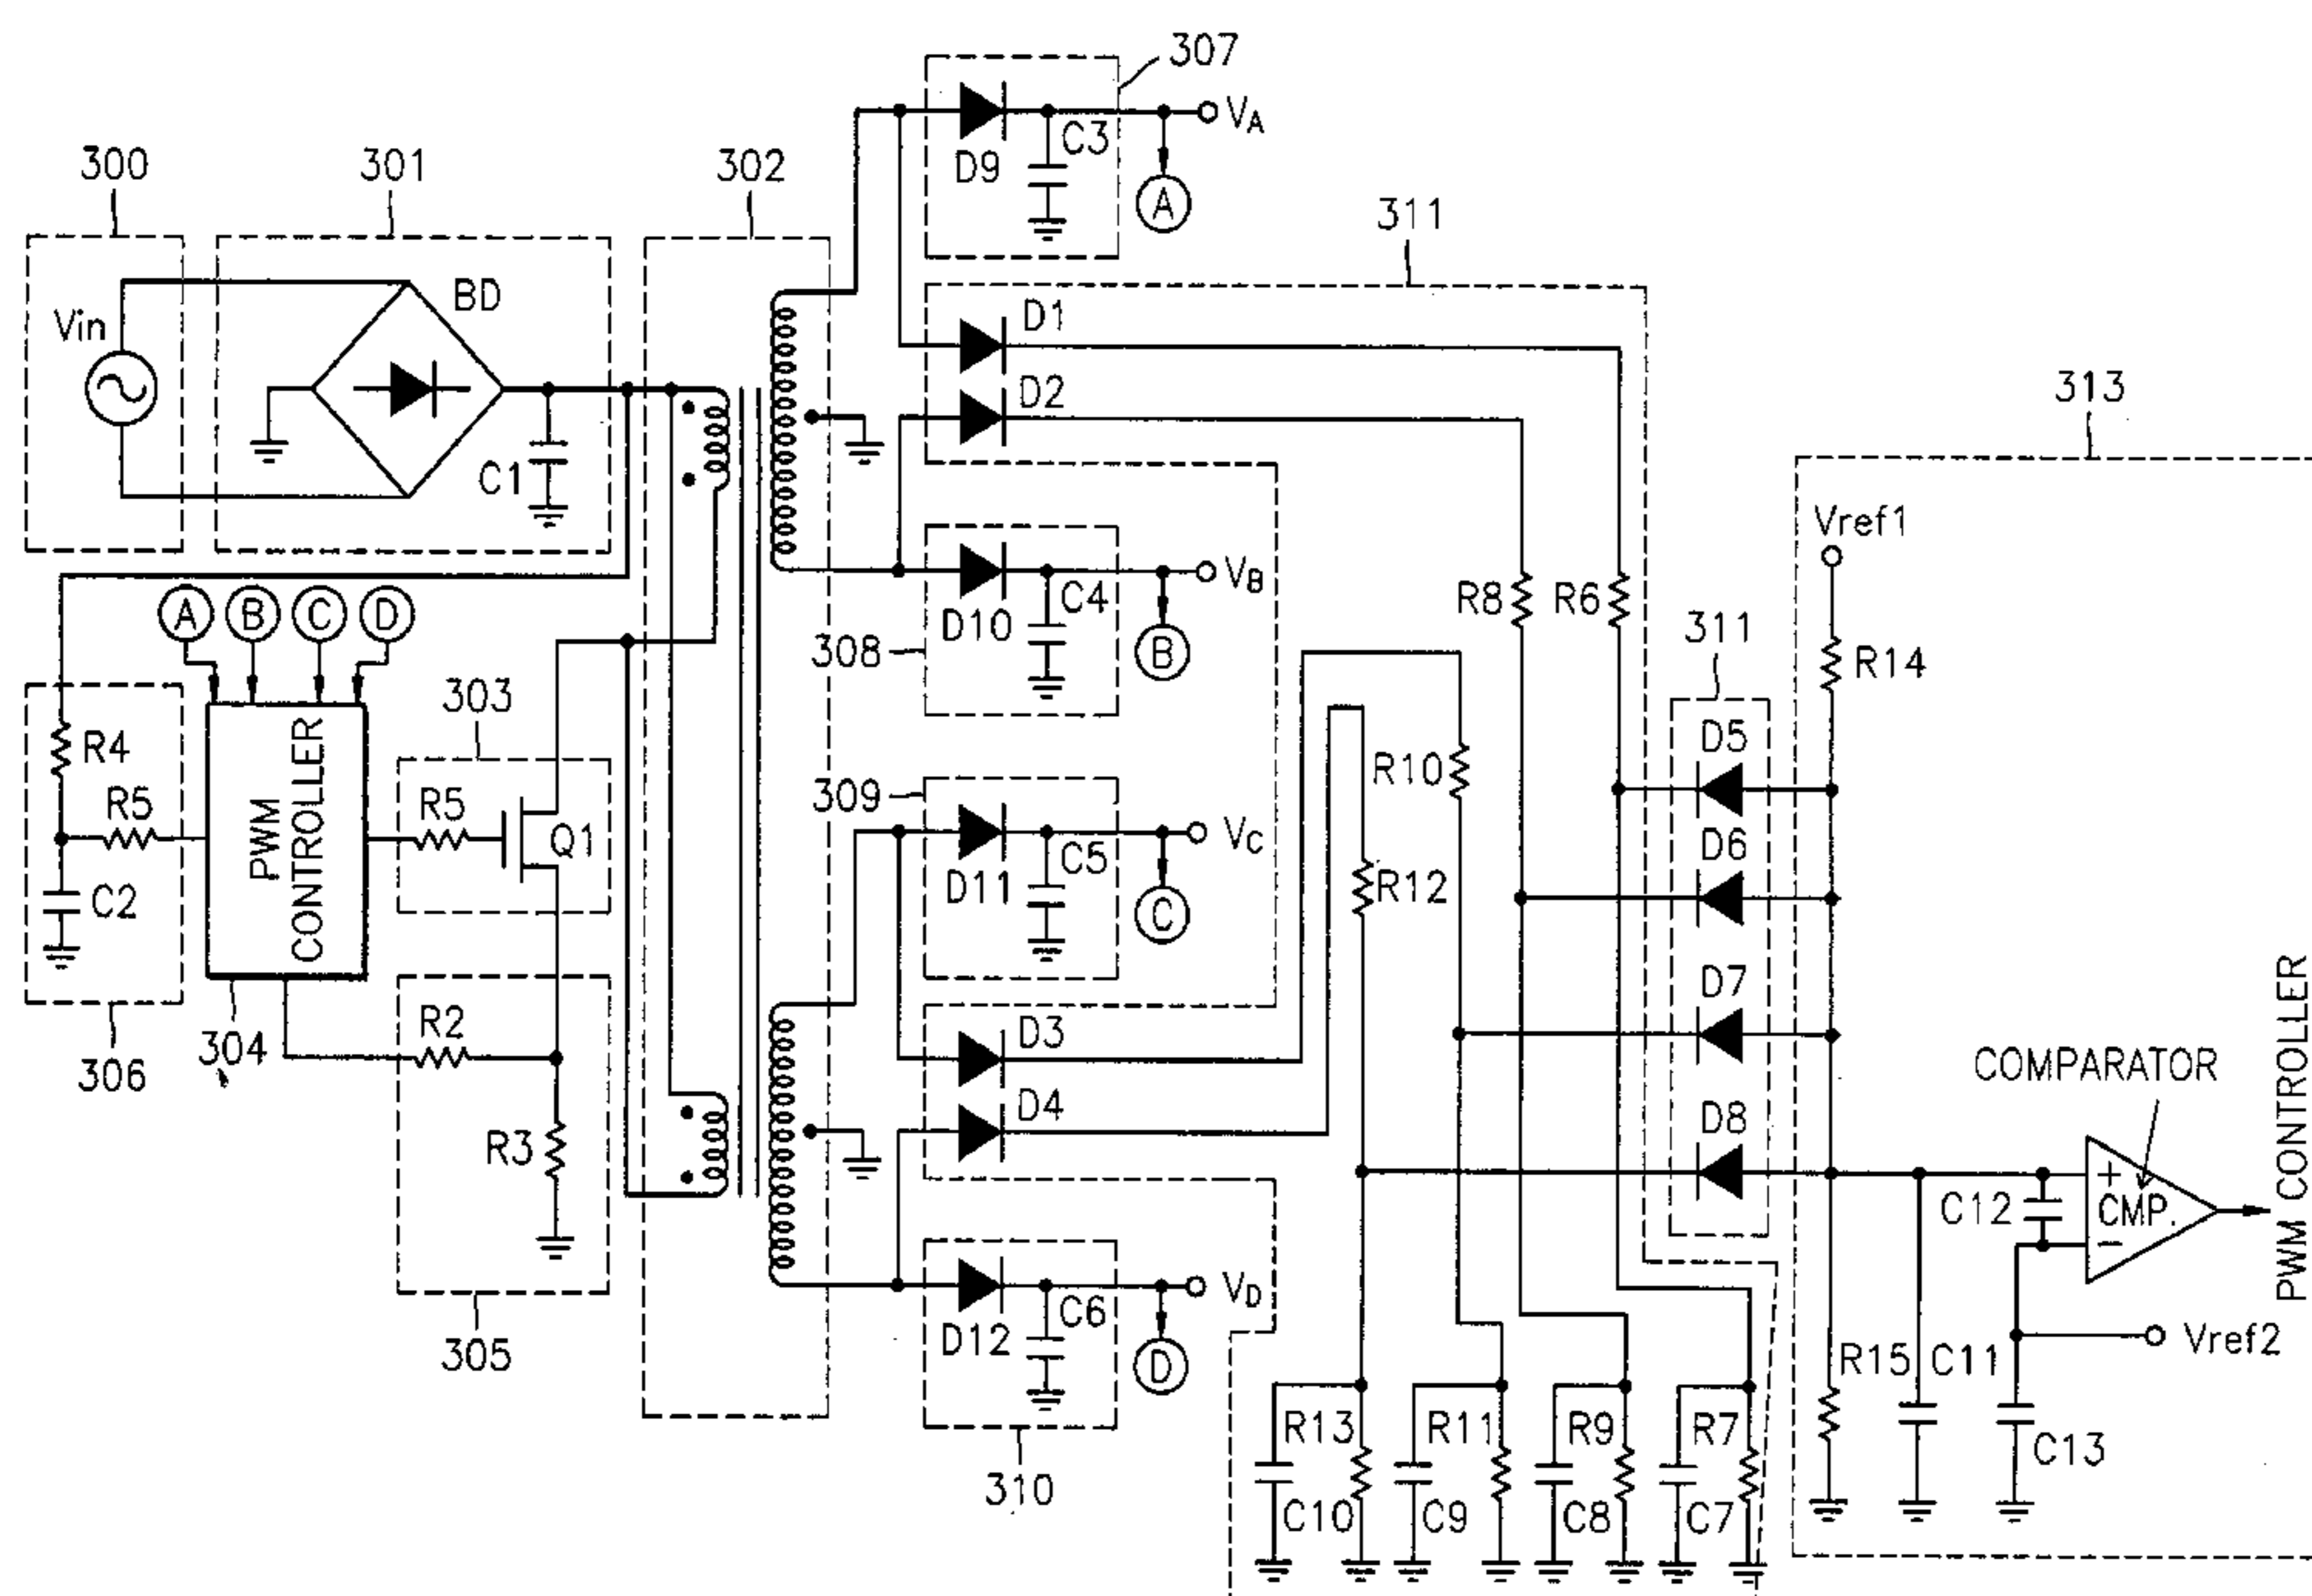 307
VA
C3
D9
A
300
301
302
311
Vin
BD
D1
D2
C1
313
Vref1
R14
VB
C4
D10
308
B
R8
R6
311
A
B
C
D
R4
R5
PWM
CONTROLLER
303
R5
Q1
C2
309
VC
C5
D11
C
R10
R12
D5
D6
D7
D8
306
304
R2
R3
305
D3
D4
VD
C6
D12
D
310
COMPARATOR
+
CMP.
−
C12
PWM CONTROLLER
Vref2
R15
C11
C13
R13
C10
R11
C9
R9
C8
R7
C7